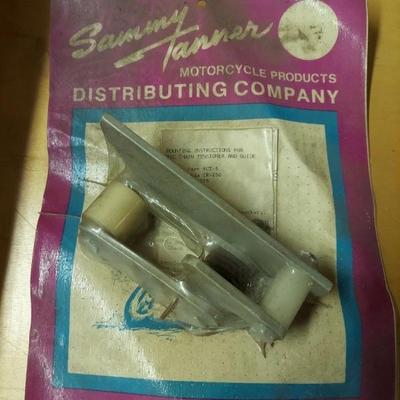 Sammy
Tanner
MOTORCYCLE PRODUCTS
DISTRIBUTING COMPANY
MOUNTING INSTRUCTIONS FOR
CHAIN TENSIONER AND GUIDE